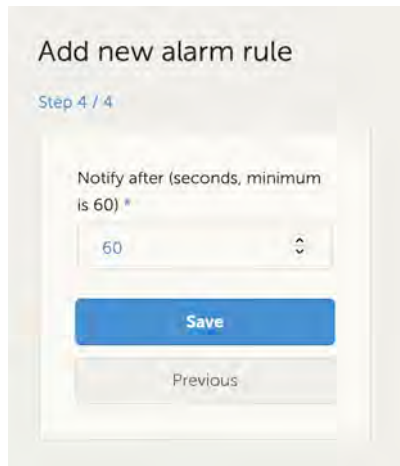 Add new alarm rule
Step 4 / 4
Notify after (seconds, minimum
is 60) *
60
Save
Previous